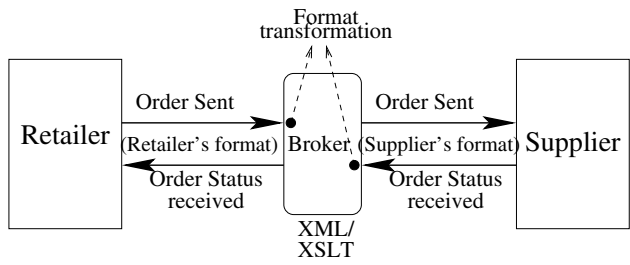 Format
transformation
Order Sent
Order Sent
Retailer
(Retailer's format)
Broker
(Supplier's format)
Supplier
Order Status
received
Order Status
received
XML/
XSLT